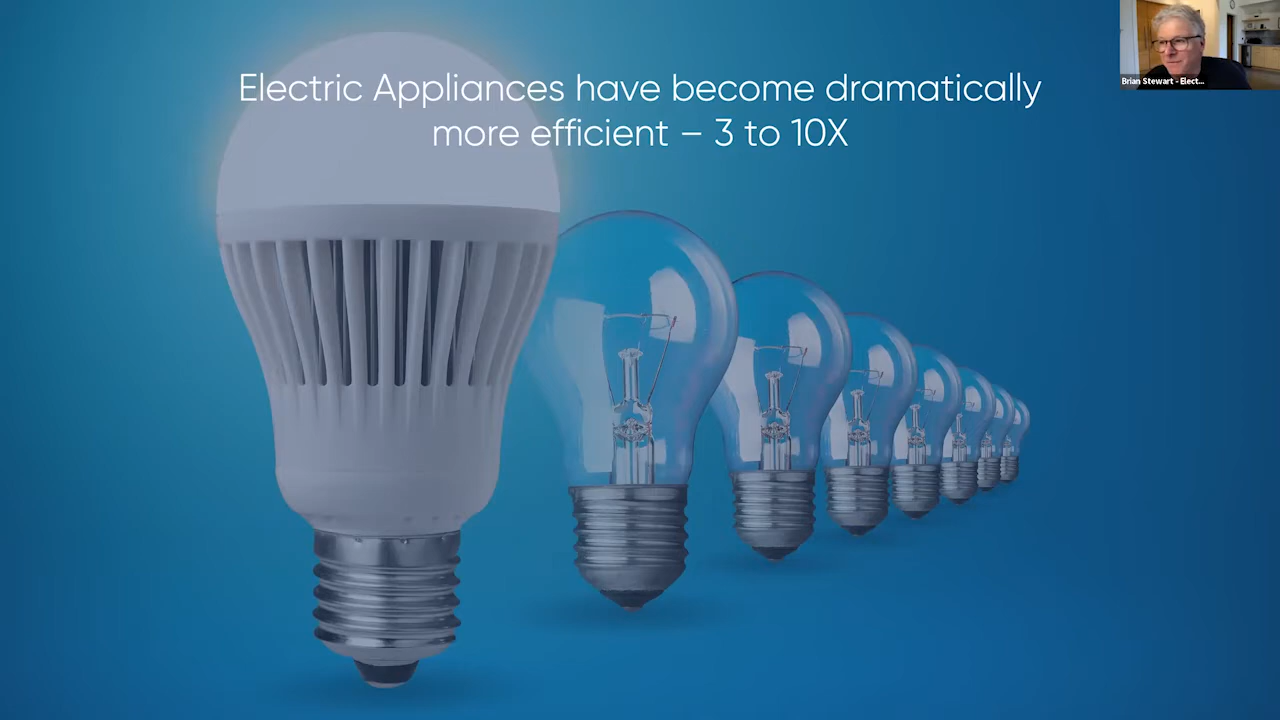 Electric Appliances have become dramatically
more efficient – 3 to 10X
Brian Stewart - Elect...